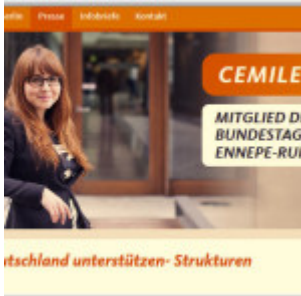 Presse Infobriefe Kontakt
CEMILE
MITGLIED D
BUNDESTAG
ENNEPE-RU
tschland unterstützen- Strukturen